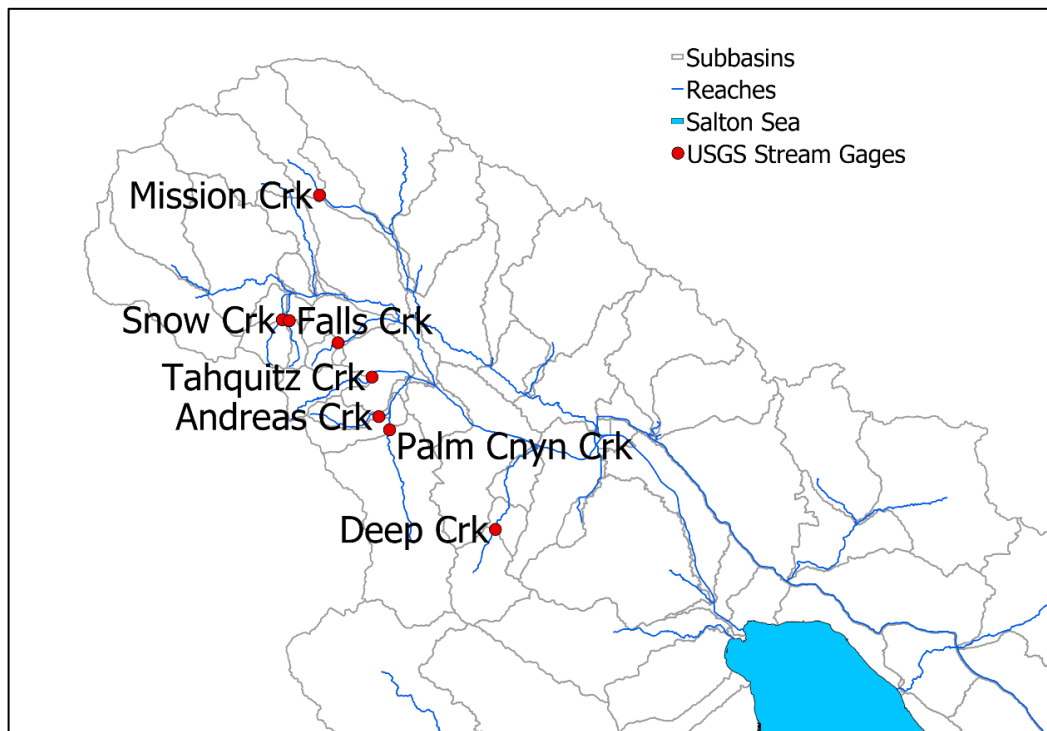 Subbasins
Reaches
Salton Sea
USGS Stream Gages
Mission Crk
Snow Crk
Falls Crk
Tahquitz Crk
Andreas Crk
Palm Cnyn Crk
Deep Crk